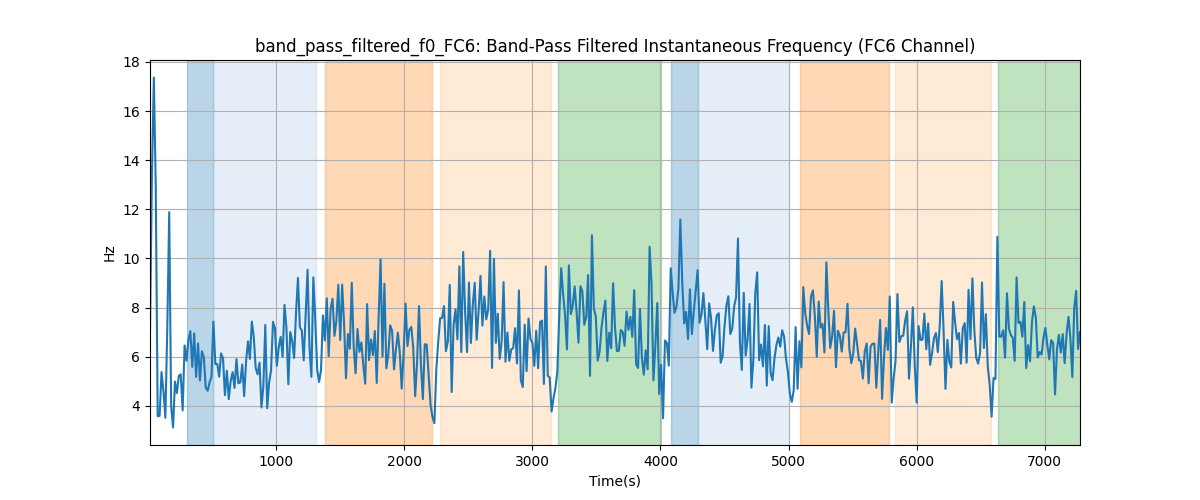 band_pass_filtered_f0_FC6: Band-Pass Filtered Instantaneous Frequency (FC6 Channel)
18
16
14
12
10
8
6
4
Hz
1000 2000 3000 4000 5000 6000 7000
Time(s)